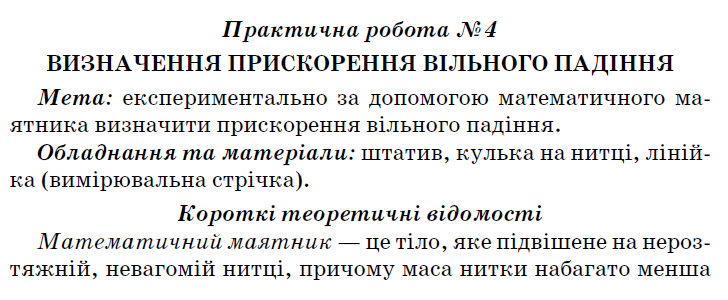 Практична робота № 4
ВИЗНАЧЕННЯ ПРИСКОРЕННЯ ВІЛЬНОГО ПАДІННЯ
Мета: експериментально за допомогою математичного ма-
ятника визначити прискорення вільного падіння.
Обладнання та матеріали: штатив, кулька на нитці, ліній-
ка (вимірювальна стрічка).
Короткі теоретичні відомості
Математичний маятник — це тіло, яке підвішене на нероз-
тяжній, невагомій нитці, причому маса нитки набагато менша